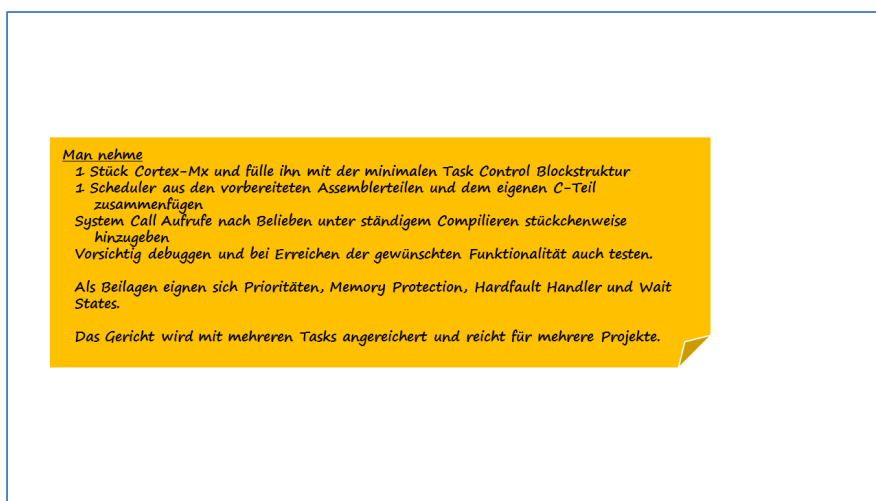 Man nehme
1 Stück Cortex-Mx und fülle ihn mit der minimalen Task Control Blockstruktur
1 Scheduler aus den vorbereiteten Assemblerteilen und dem eigenen C-Teil
zusammenfügen
System Call Aufrufe nach Belieben unter ständigem Compilieren stückchenweise
hinzugeben
Vorsichtig debuggen und bei Erreichen der gewünschten Funktionalität auch testen.
Als Beilagen eignen sich Prioritäten, Memory Protection, Hardfault Handler und Wait
States.
Das Gericht wird mit mehreren Tasks angereichert und reicht für mehrere Projekte.